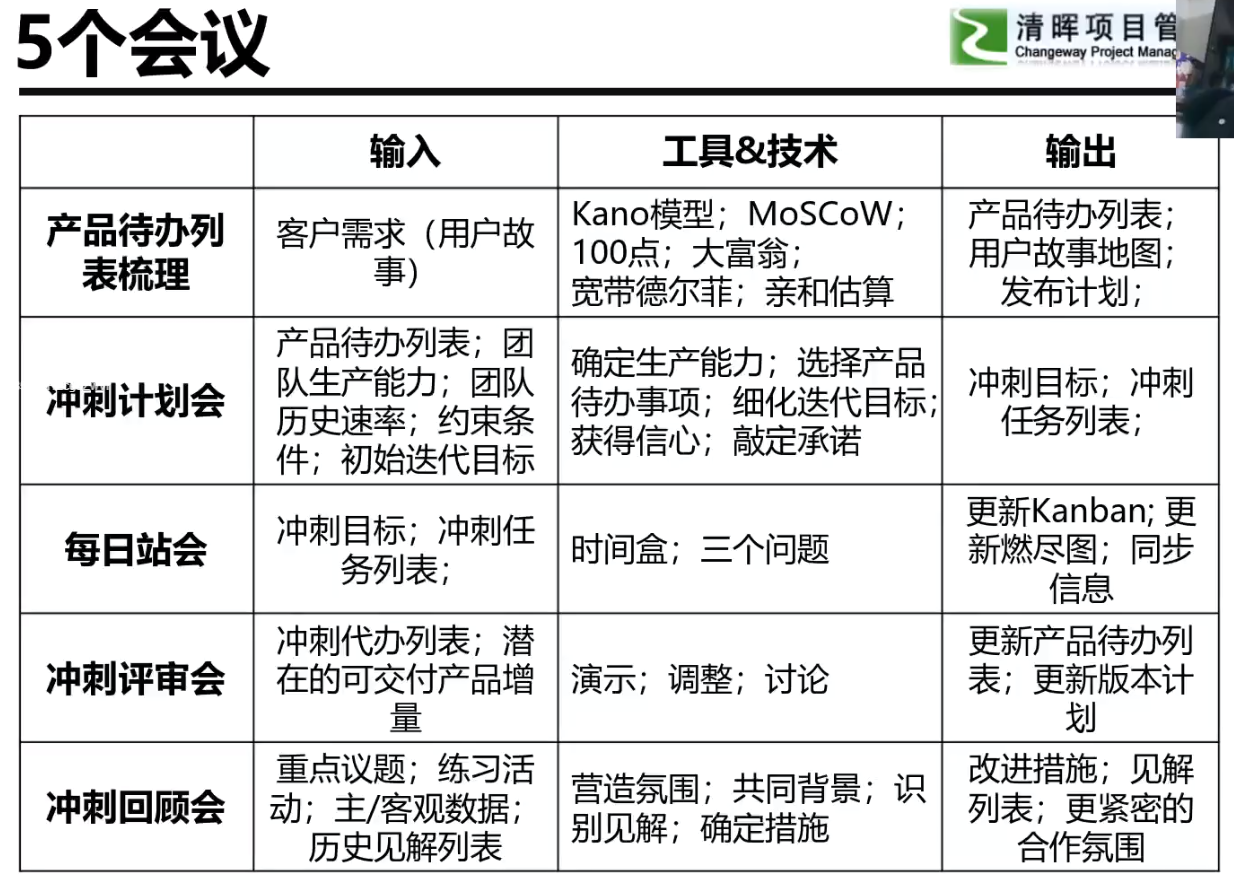 5个会议
清晖项目管
Changeway Project Manag
输入
工具&技术
输出
产品待办列
表梳理
客户需求（用户故
事）
Kano模型；MoSCoW；
100点；大富翁；
宽带德尔菲；亲和估算
产品待办列表；
用户故事地图；
发布计划；
冲刺计划会
产品待办列表；团
队生产能力；团队
历史速率；约束条
件；初始迭代目标
确定生产能力；选择产品
待办事项；细化迭代目标；
获得信心；敲定承诺
冲刺目标；冲刺
任务列表；
每日站会
冲刺目标；冲刺任
务列表；
时间盒；三个问题
更新Kanban; 更
新燃尽图；同步
信息
冲刺评审会
冲刺代办列表；潜
在的可交付产品增
量
演示；调整；讨论
更新产品待办列
表；更新版本计
划
冲刺回顾会
重点议题；练习活
动；主/客观数据；
历史见解列表
营造氛围；共同背景；识
别见解；确定措施
改进措施；见解
列表；更紧密的
合作氛围